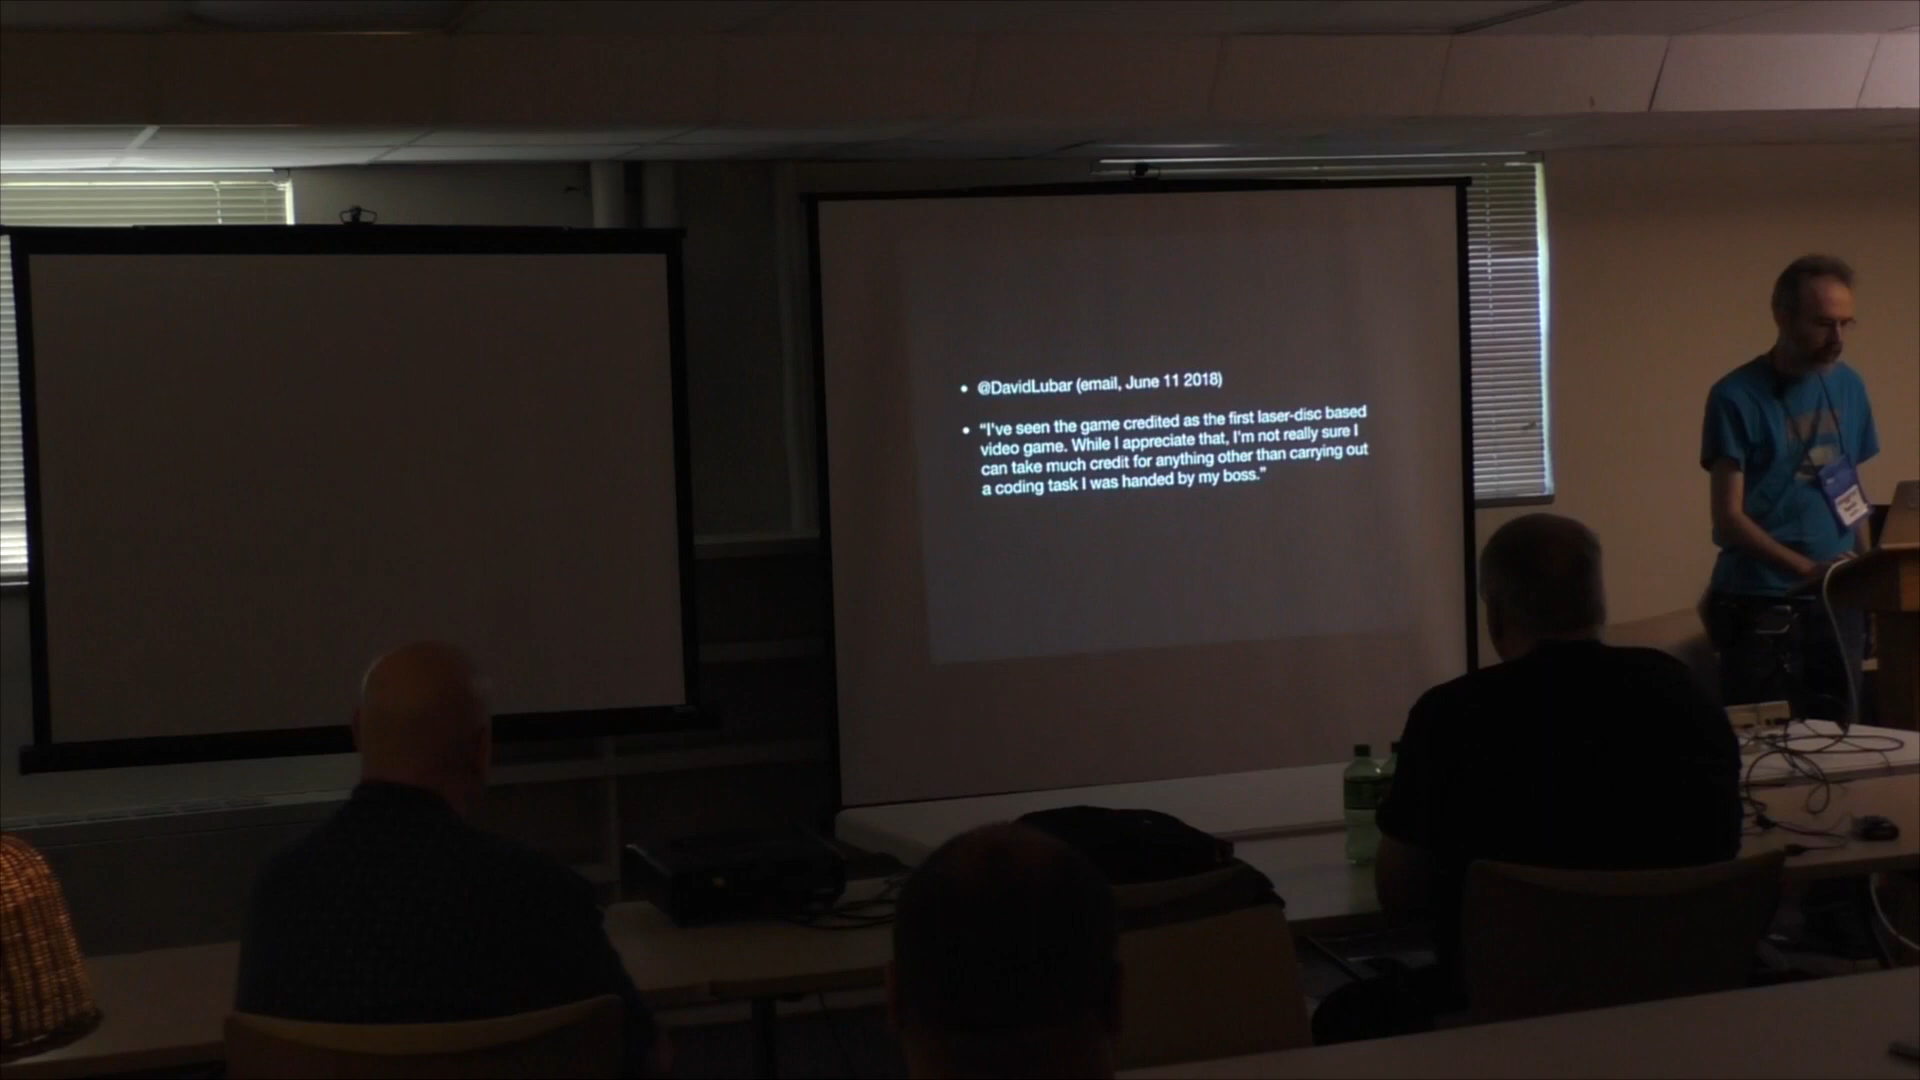 • @DavidLubar (email, June 11 2018)
• “I've seen the game credited as the first laser-disc based
video game. While I appreciate that, I'm not really sure I
can take much credit for anything other than carrying out
a coding task I was handed by my boss.”